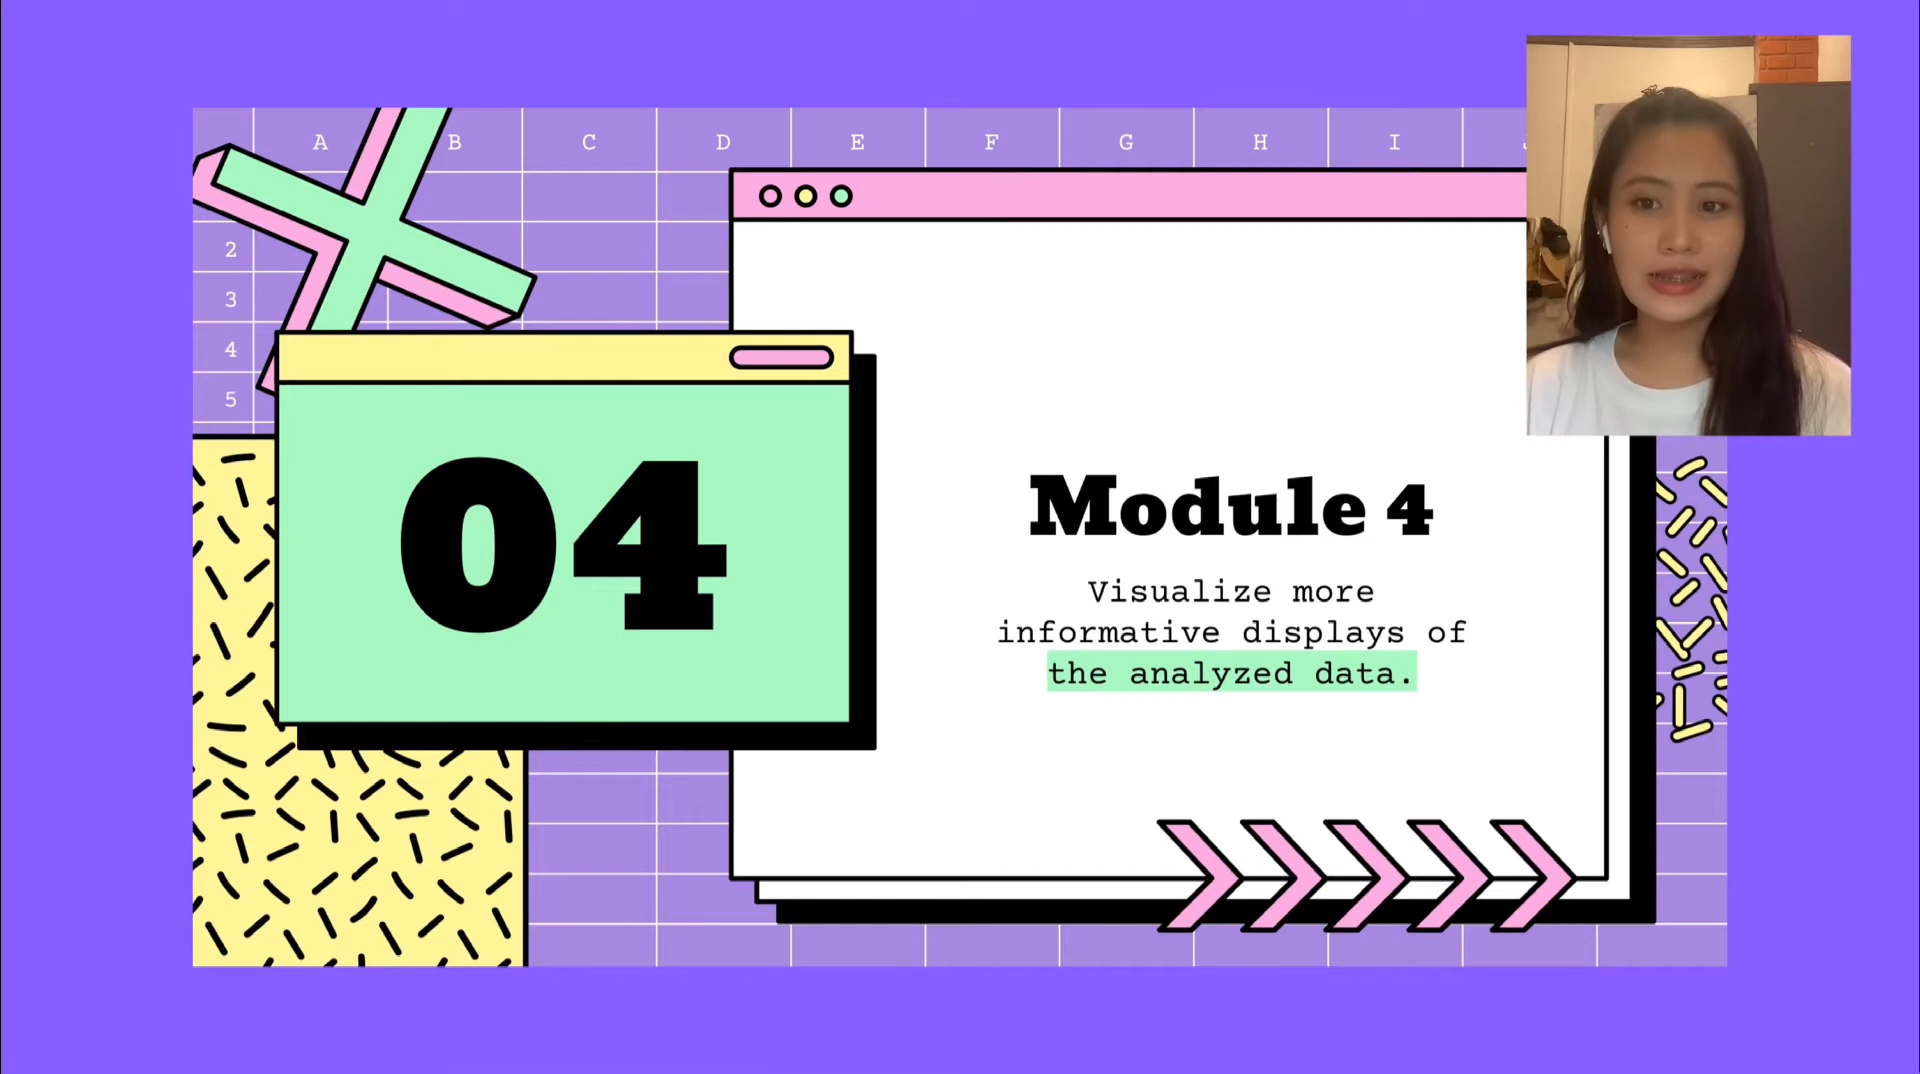 A B C D E F G H I
2
3
4
5
04
Module 4
Visualize more
informative displays of
the analyzed data.